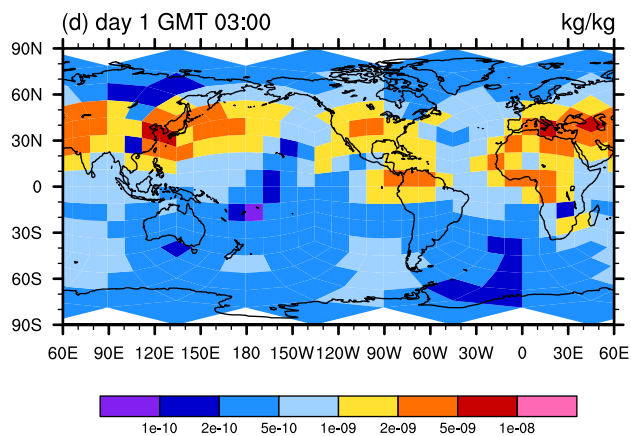 (d) day 1 GMT 03:00 kg/kg
90N
60N
30N
0
30S
60S
90S
60E 90E 120E 150E 180 150W 120W 90W 60W 30W 0 30E 60E
1e-10 2e-10 5e-10 1e-09 2e-09 5e-09 1e-08